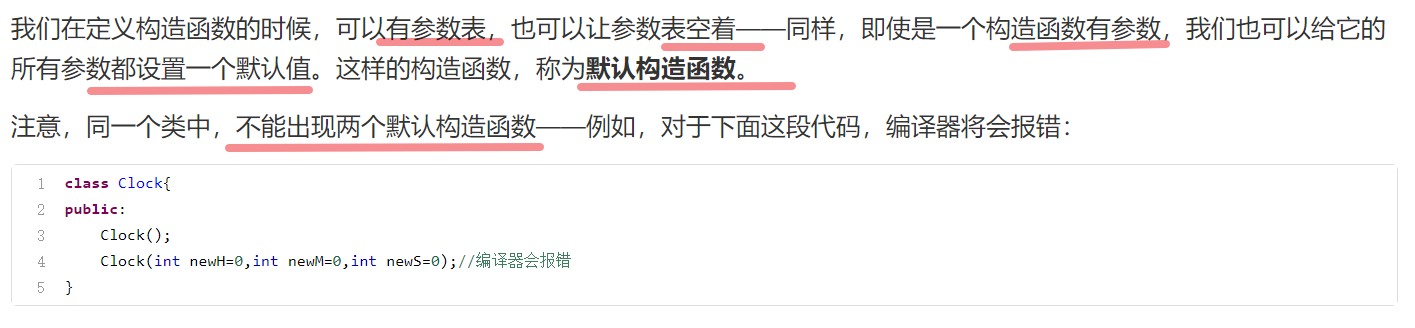 我们在定义构造函数的时候，可以有参数表，也可以让参数表空着——同样，即使是一个构造函数有参数，我们也可以给它的
所有参数都设置一个默认值。这样的构造函数，称为默认构造函数。
注意，同一个类中，不能出现两个默认构造函数——例如，对于下面这段代码，编译器将会报错：
1 class Clock{
2 public:
3 Clock();
4 Clock(int newH=0,int newM=0,int newS=0);//编译器会报错
5 }